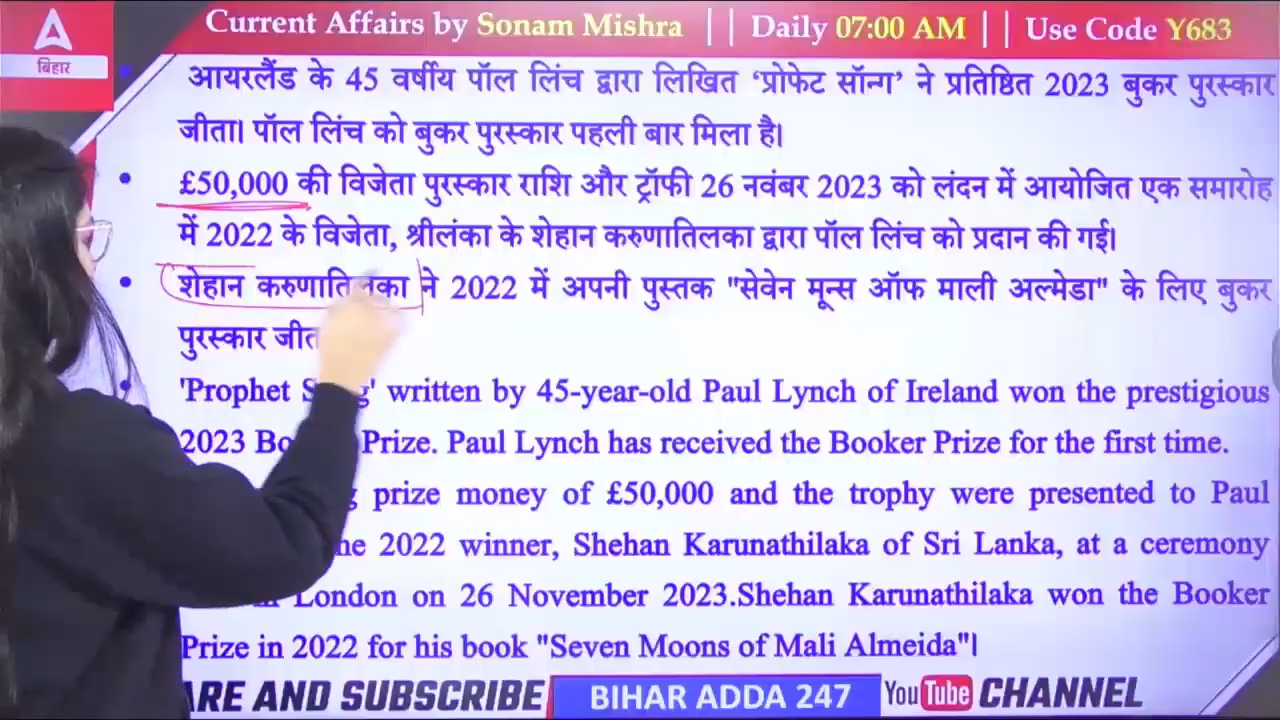 Current Affairs by Sonam Mishra || Daily 07:00 AM || Use Code Y683
बिहार
आयरलैंड के 45 वर्षीय पॉल लिंच द्वारा लिखित ‘प्रोफेट सॉन्ग’ ने प्रतिष्ठित 2023 बुकर पुरस्कार
जीता। पॉल लिंच को बुकर पुरस्कार पहली बार मिला है।
• £50,000 की विजेता पुरस्कार राशि और ट्रॉफी 26 नवंबर 2023 को लंदन में आयोजित एक समारोह
में 2022 के विजेता, श्रीलंका के शेहान करुणातिलका द्वारा पॉल लिंच को प्रदान की गई।
• शेहान करुणातिलका ने 2022 में अपनी पुस्तक "सेवेन मून्स ऑफ माली अल्मेडा" के लिए बुकर
पुरस्कार
'Prophet written by 45-year-old Paul Lynch of Ireland won the prestigious
2023 Prize. Paul Lynch has received the Booker Prize for the first time.
prize money of £50,000 and the trophy were presented to Paul
2022 winner, Shehan Karunathilaka of Sri Lanka, at a ceremony
London on 26 November 2023.Shehan Karunathilaka won the Booker
Prize in 2022 for his book "Seven Moons of Mali Almeida"|
AND SUBSCRIBE BIHAR ADDA 247 YouTube CHANNEL